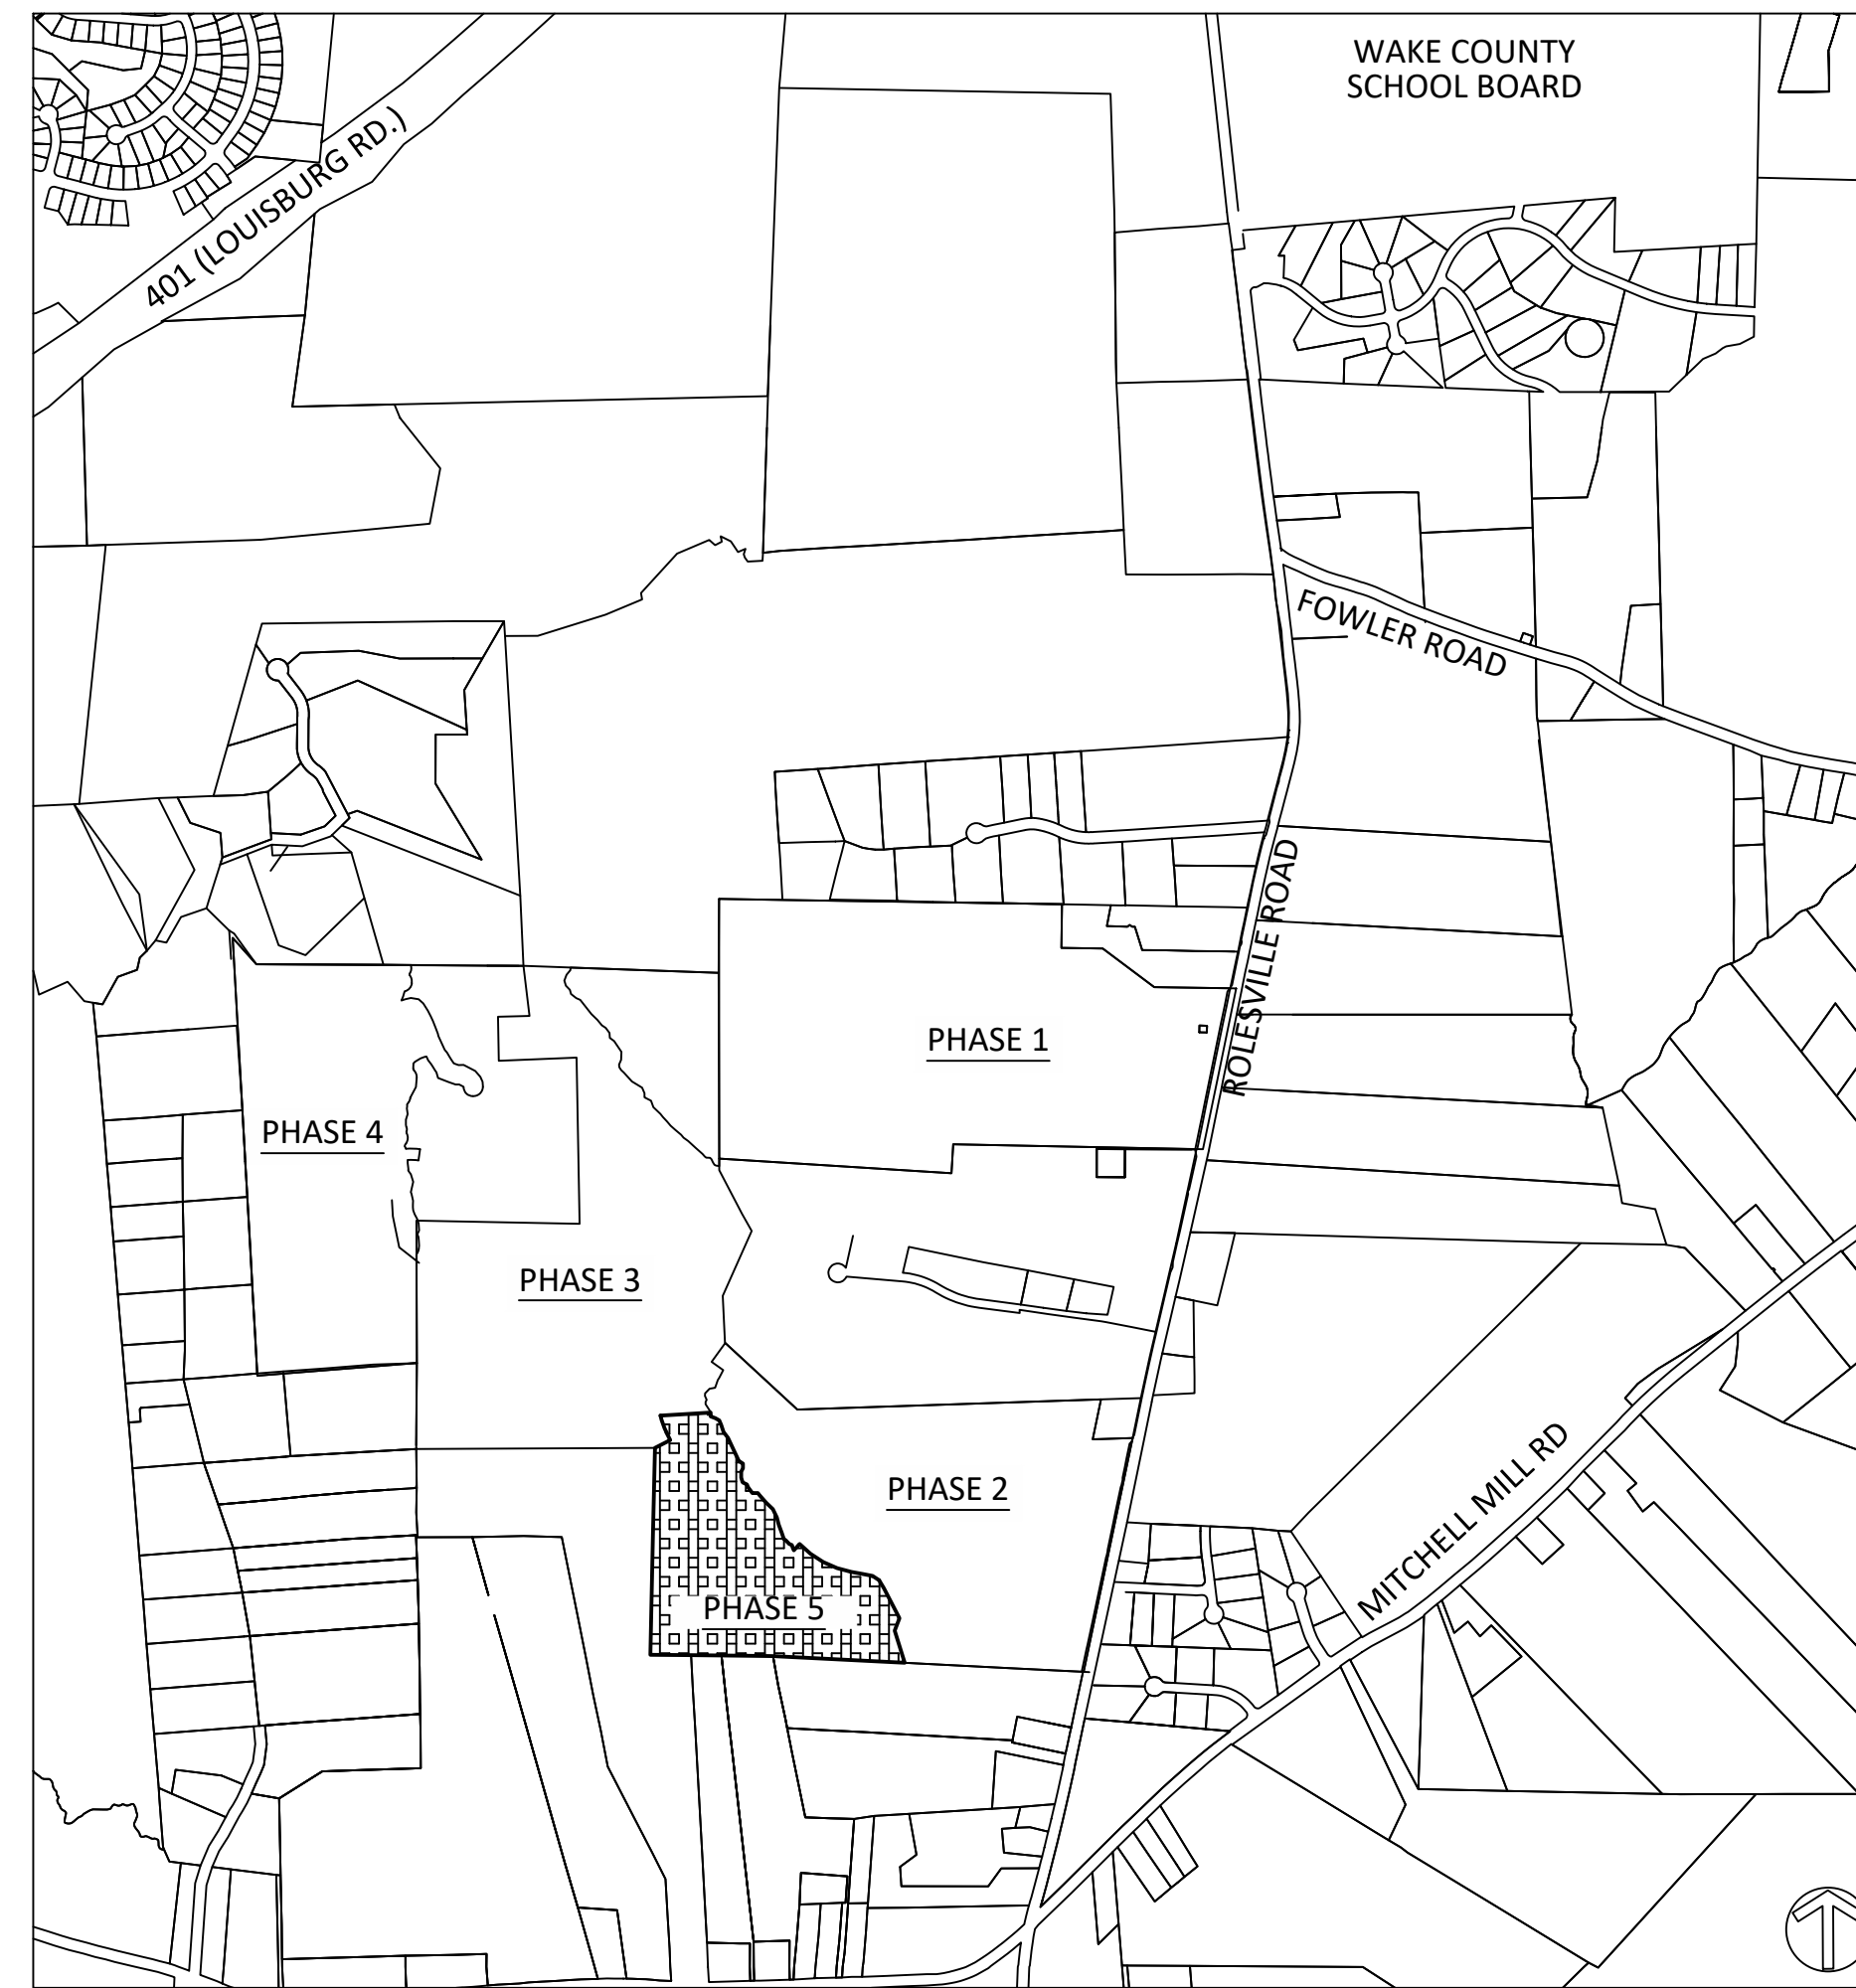 WAKE COUNTY
SCHOOL BOARD
401 (LOUISBURG RD.)
FOWLER ROAD
ROLESVILLE ROAD
PHASE 1
PHASE 4
PHASE 3
PHASE 2
MITCHELL MILL RD
PHASE 5